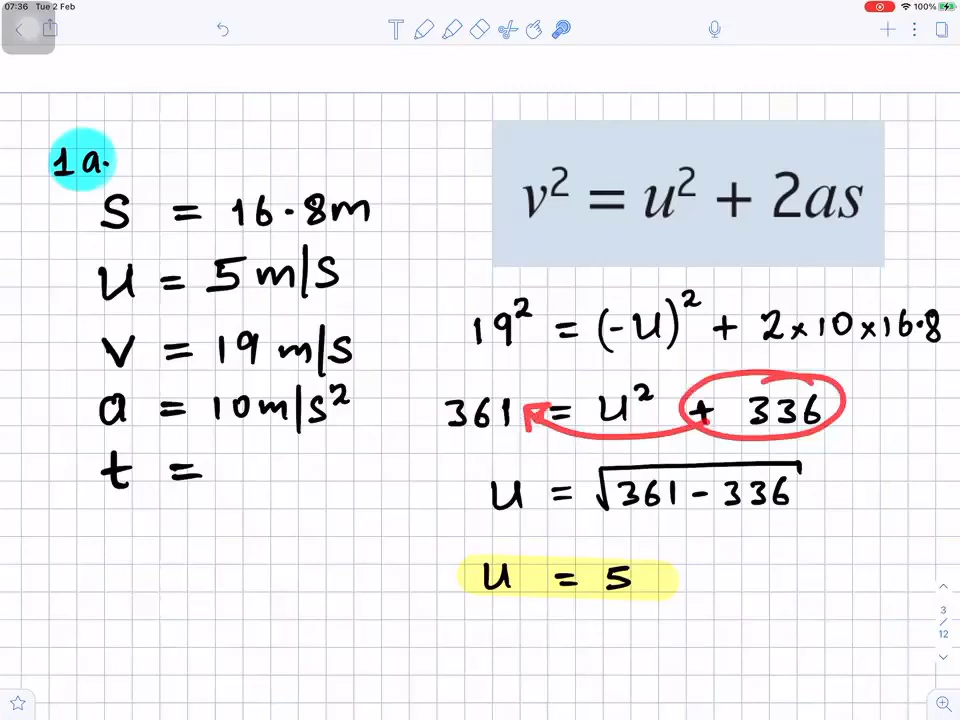 07:36 Tue 2 Feb
100%
1a.
S = 16.8m
u = 5 m/s
v = 19 m/s
a = 10m/s²
t =
v² = u² + 2as
19² = (-u)² + 2×10×16.8
361 = u² + 336
u = √361 - 336
u = 5
3
/
12